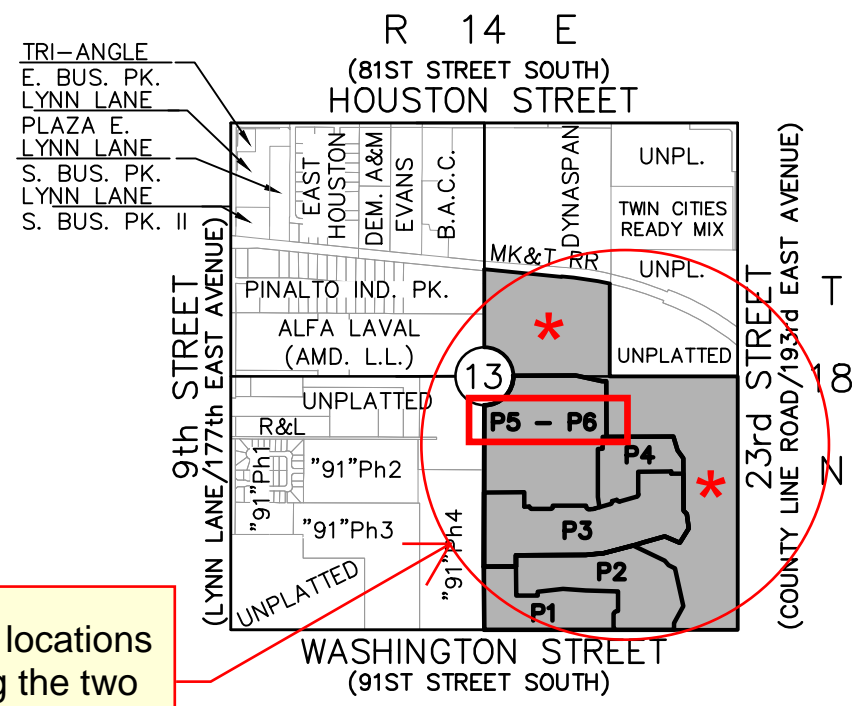 R 14 E
(81ST STREET SOUTH)
HOUSTON STREET
TRI-ANGLE
E. BUS. PK.
LYNN LANE
PLAZA E.
LYNN LANE
S. BUS. PK.
LYNN LANE
S. BUS. PK. II
EAST
HOUSTON
DEM. A&M
EVANS
B.A.C.C.
DYNASPAN
UNPL.
TWIN CITIES
READY MIX
MK&T RR
UNPL.
PINALTO IND. PK.
ALFA LAVAL
(AMD. L.L.)
*
UNPLATTED
9th STREET
(LYNN LANE/177th EAST AVENUE)
23rd STREET
(COUNTY LINE ROAD/193rd EAST AVENUE)
T
18
N
13
UNPLATTED
R&L
P5 - P6
P4
*
"91"Ph1
"91"Ph2
"91"Ph3
"91"Ph4
P3
P2
P1
UNPLATTED
locations
g the two
WASHINGTON STREET
(91ST STREET SOUTH)